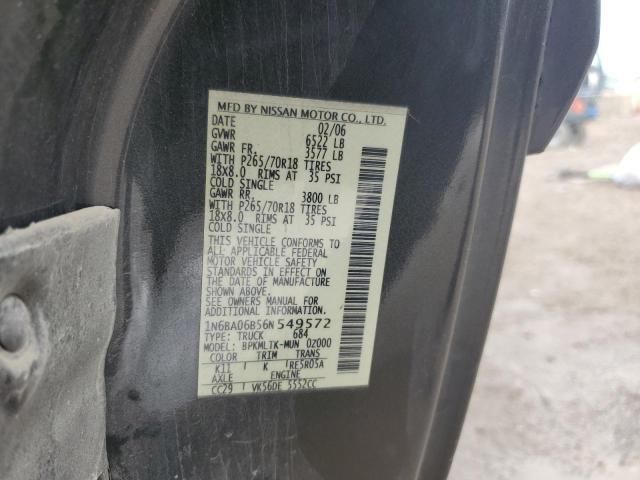 MFD BY NISSAN MOTOR CO., LTD.
DATE 02/06
GVWR 6522 LB
GAWR FR. 3577 LB
WITH P265/70R18 TIRES
18X8.0 RIMS AT 35 PSI
COLD SINGLE
GAWR RR. 3800 LB
WITH P265/70R18 TIRES
18X8.0 RIMS AT 35 PSI
COLD SINGLE
THIS VEHICLE CONFORMS TO
ALL APPLICABLE FEDERAL
MOTOR VEHICLE SAFETY
STANDARDS IN EFFECT ON
THE DATE OF MANUFACTURE
SHOWN ABOVE.
SEE OWNERS MANUAL FOR
ADDITIONAL INFORMATION.
1N6BA06B56N549572
TYPE: TRUCK 684
MODEL: BPKMLTK-MUN 02000
COLOR TRIM TRANS
K11 K RE5R05A
AXLE ENGINE
CC29 VK56DE 5552CC